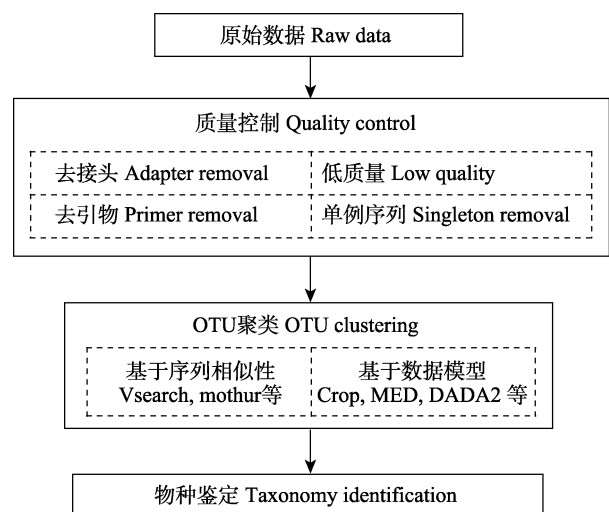 原始数据 Raw data
质量控制 Quality control
去接头 Adapter removal
低质量 Low quality
去引物 Primer removal
单例序列 Singleton removal
OTU聚类 OTU clustering
基于序列相似性
Vsearch, mothur等
基于数据模型
Crop, MED, DADA2 等
物种鉴定 Taxonomy identification